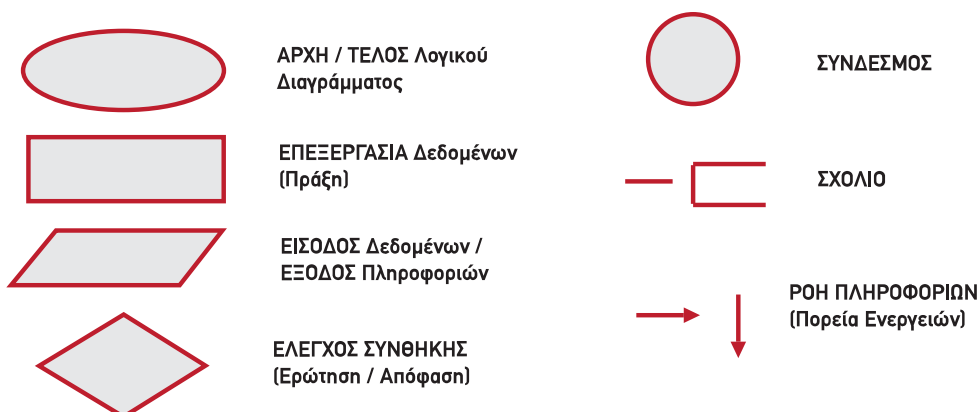 ΑΡΧΗ / ΤΕΛΟΣ Λογικού
Διαγράμματος
ΕΠΕΞΕΡΓΑΣΙΑ Δεδομένων
(Πράξη)
ΕΙΣΟΔΟΣ Δεδομένων /
ΕΞΟΔΟΣ Πληροφοριών
ΕΛΕΓΧΟΣ ΣΥΝΘΗΚΗΣ
(Ερώτηση / Απόφαση)
ΣΥΝΔΕΣΜΟΣ
ΣΧΟΛΙΟ
ΡΟΗ ΠΛΗΡΟΦΟΡΙΩΝ
(Πορεία Ενεργειών)